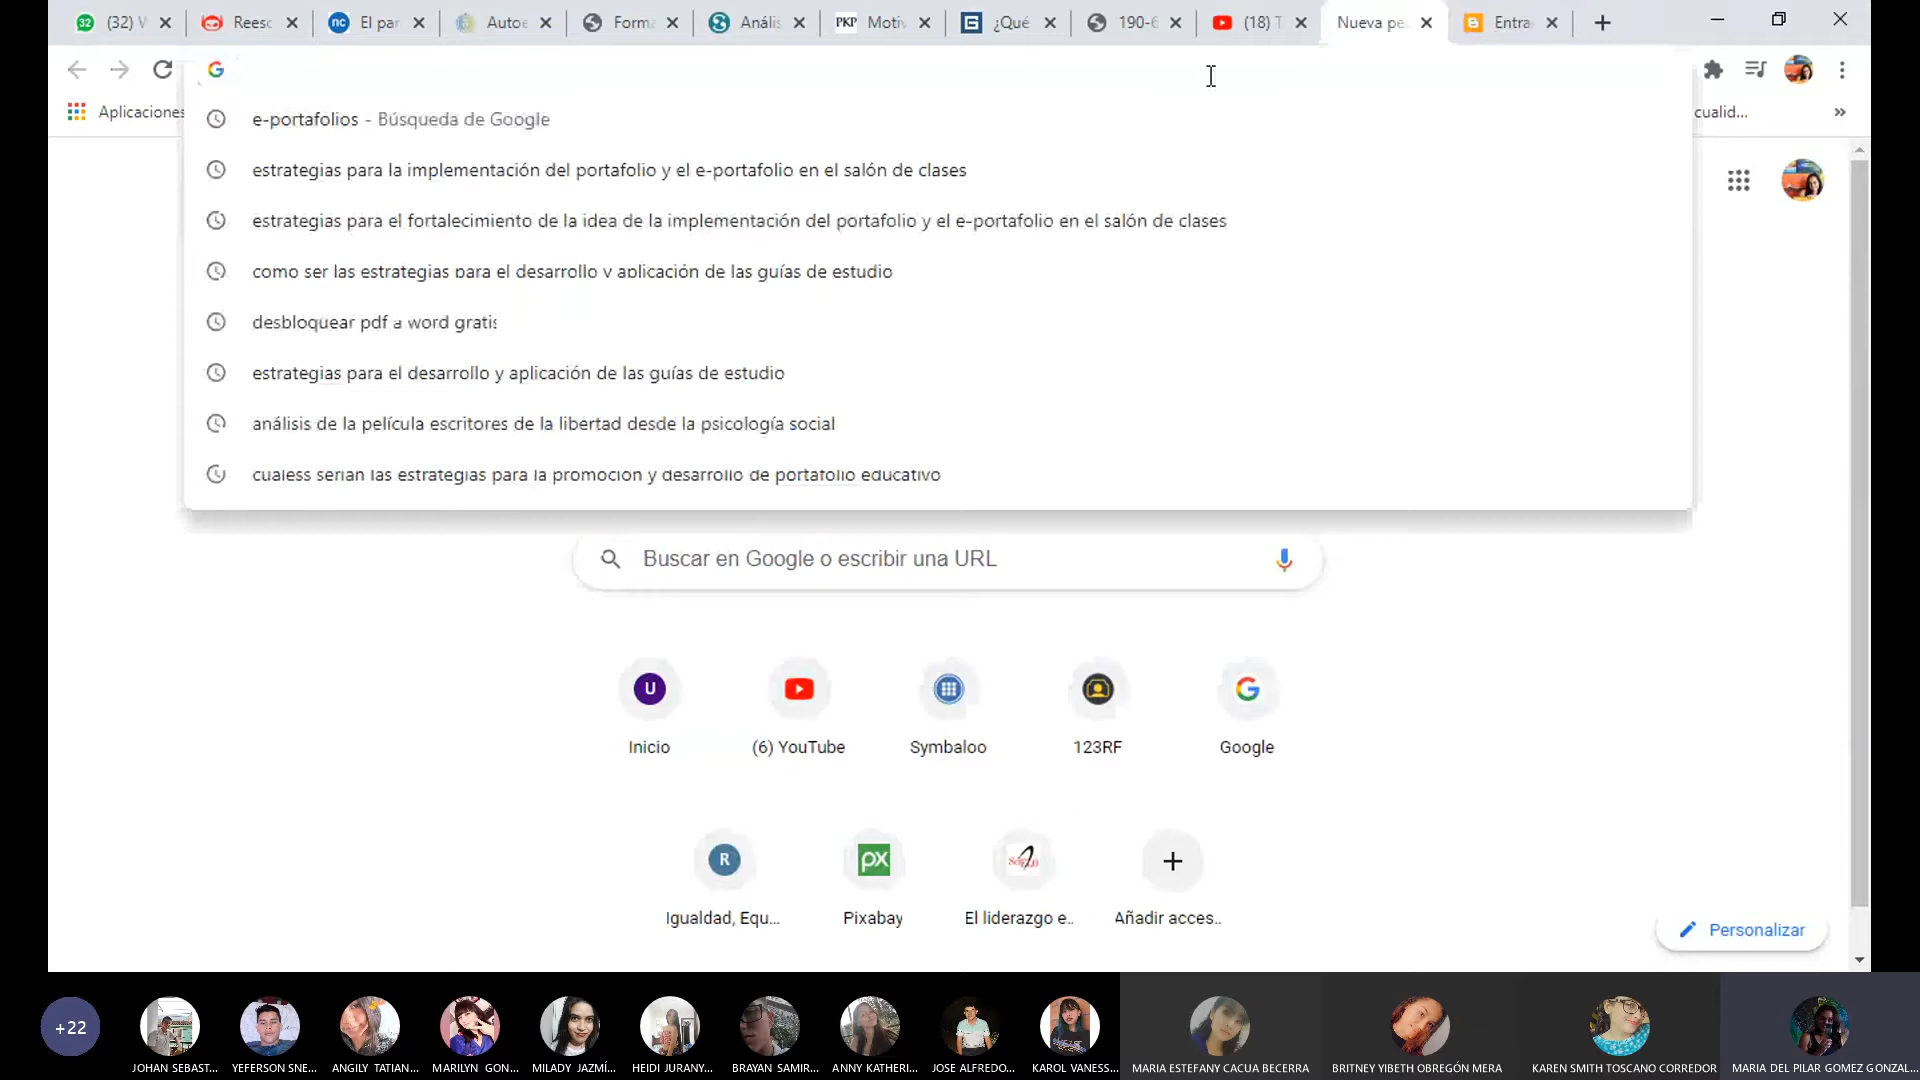 32
(32) W
Reesc
nc
El par
Autoe
Forma
Anális
PKP
Motiv
¿Qué
190-6
(18) T
Nueva pe
Entra
Aplicaciones
cualid...
»
e-portafolios - Búsqueda de Google
estrategias para la implementación del portafolio y el e-portafolio en el salón de clases
estrategias para el fortalecimiento de la idea de la implementación del portafolio y el e-portafolio en el salón de clases
como ser las estrategias para el desarrollo y aplicación de las guías de estudio
desbloquear pdf a word gratis
estrategias para el desarrollo y aplicación de las guías de estudio
análisis de la película escritores de la libertad desde la psicología social
cualess serian las estrategias para la promocion y desarrollo de portafolio educativo
Buscar en Google o escribir una URL
U
Inicio
(6) YouTube
Symbaloo
123RF
Google
R
px
Igualdad, Equ...
Pixabay
El liderazgo e..
Añadir acces..
Personalizar
+22
JOHAN SEBAST...
YEFERSON SNE...
ANGILY TATIAN...
MARILYN GON...
MILADY JAZMÍ...
HEIDI JURANY...
BRAYAN SAMIR...
ANNY KATHERI...
JOSE ALFREDO...
KAROL VANESS...
MARIA ESTEFANY CACUA BECERRA
BRITNEY YIBETH OBREGÓN MERA
KAREN SMITH TOSCANO CORREDOR
MARIA DEL PILAR GOMEZ GONZAL...